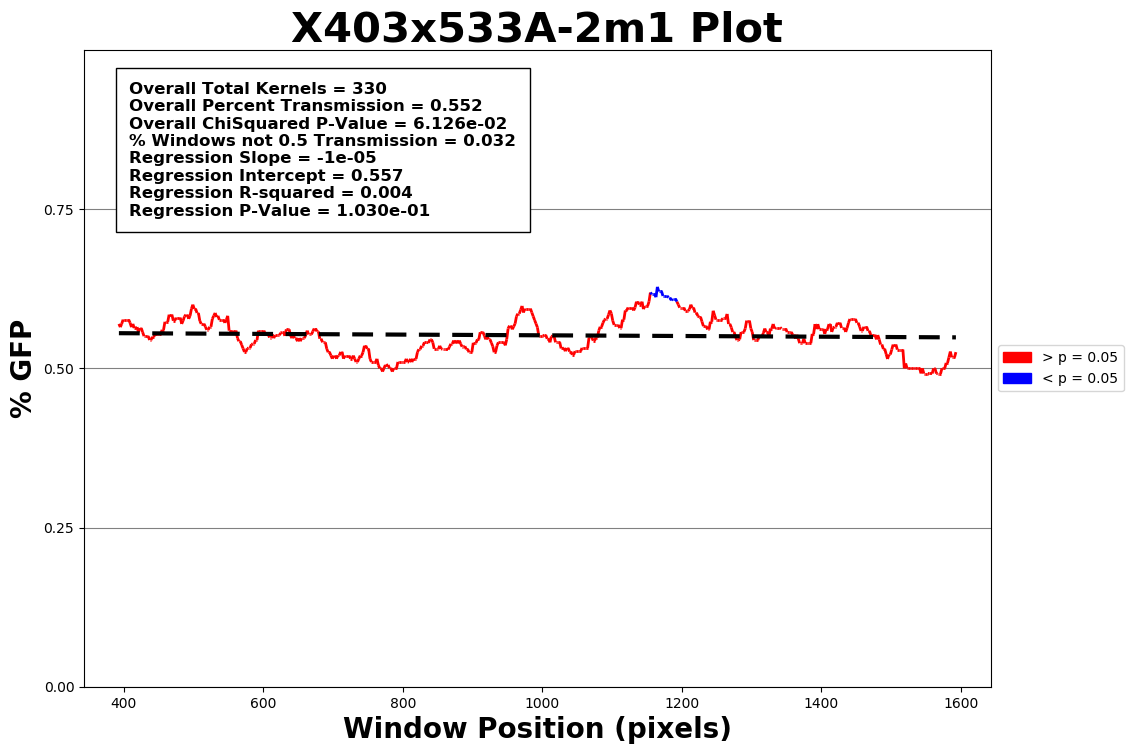 X403x533A-2m1 Plot
Overall Total Kernels = 330
Overall Percent Transmission = 0.552
Overall ChiSquared P-Value = 6.126e-02
% Windows not 0.5 Transmission = 0.032
Regression Slope = -1e-05
Regression Intercept = 0.557
Regression R-squared = 0.004
Regression P-Value = 1.030e-01
% GFP
0.75
0.50
0.25
0.00
> p = 0.05
< p = 0.05
400 600 800 1000 1200 1400 1600
Window Position (pixels)